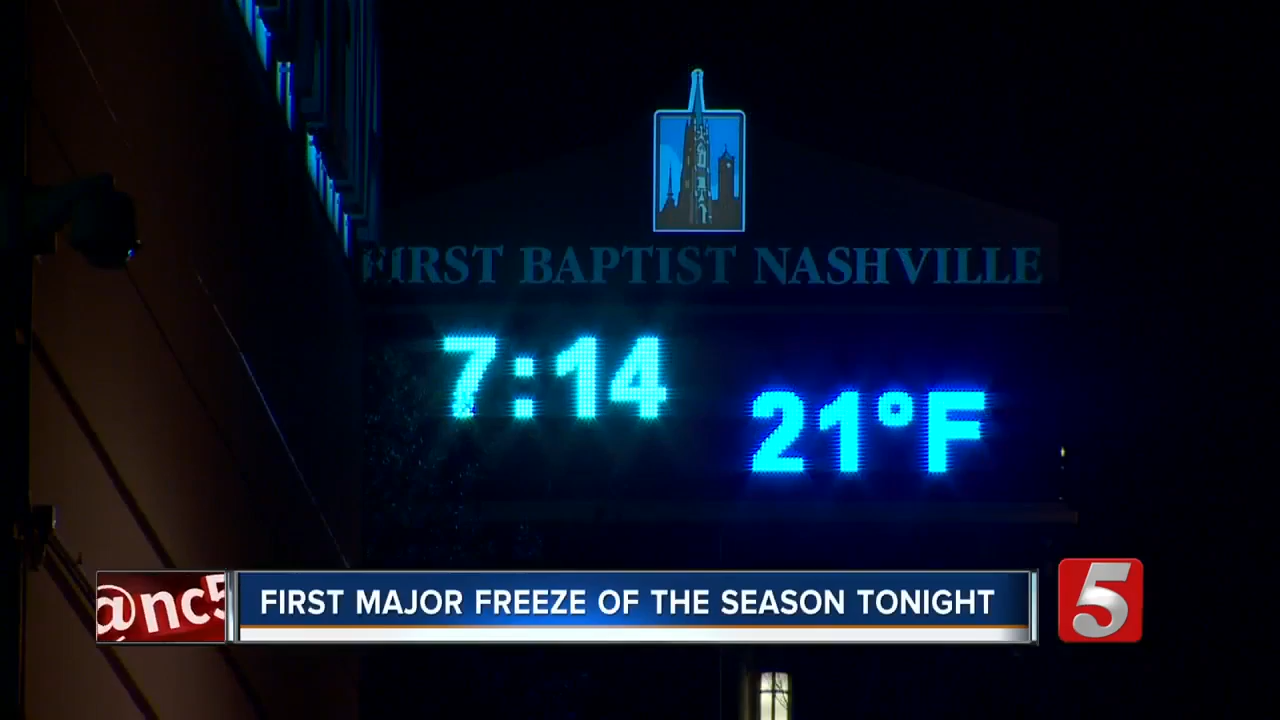 FIRST BAPTIST NASHVILLE
7:14
21°F
@nc5
FIRST MAJOR FREEZE OF THE SEASON TONIGHT
5